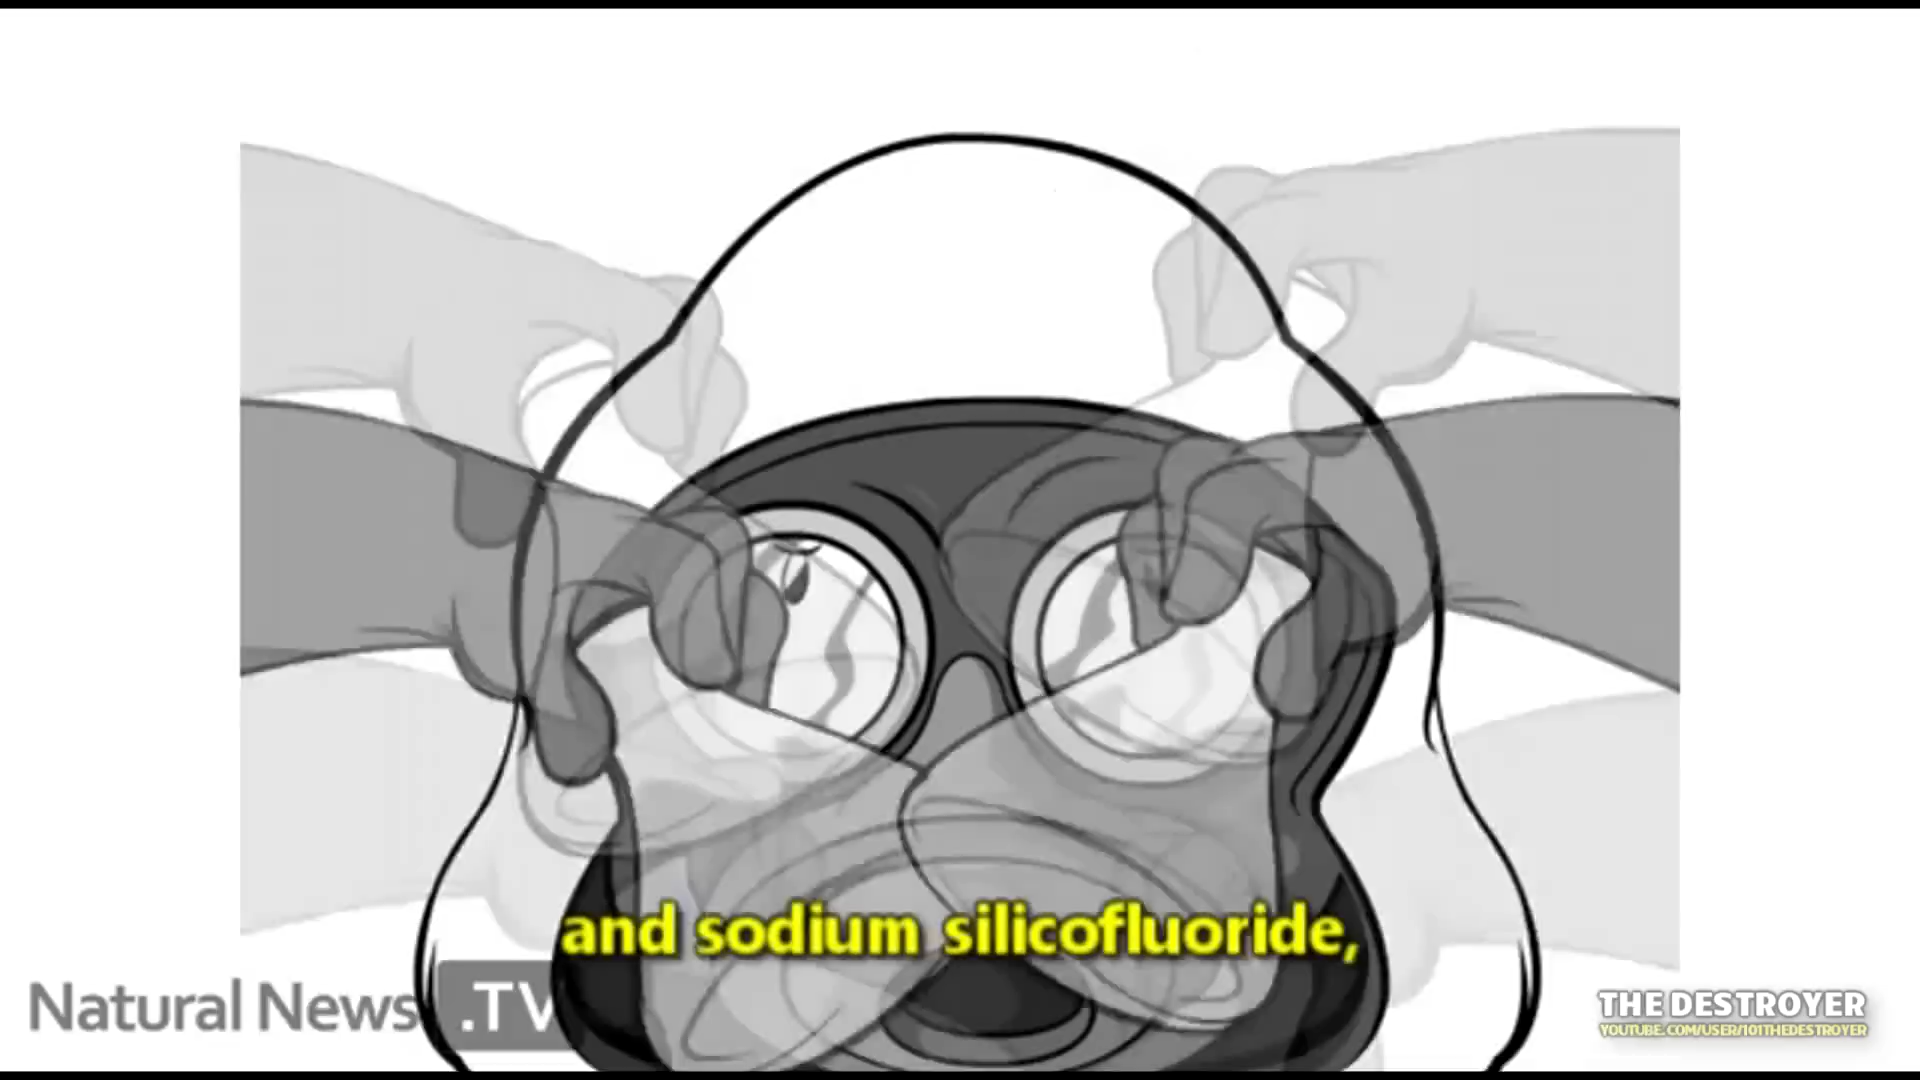 and sodium silicofluoride,
Natural News .TV
THE DESTROYER
YOUTUBE.COM/USER/101THEDESTROYER